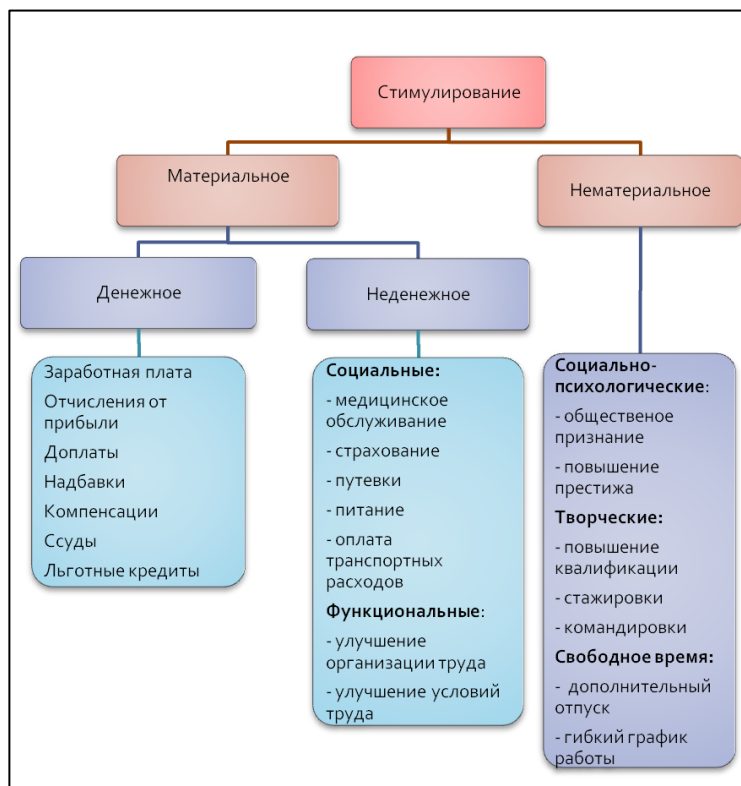 Стимулирование
Материальное
Нематериальное
Денежное
Неденежное
Заработная плата
Отчисления от
прибыли
Доплаты
Надбавки
Компенсации
Ссуды
Льготные кредиты
Социальные:
- медицинское
обслуживание
- страхование
- путевки
- питание
- оплата
транспортных
расходов
Функциональные:
- улучшение
организации труда
- улучшение условий
труда
Социально-
психологические:
- общественое
признание
- повышение
престижа
Творческие:
- повышение
квалификации
- стажировки
- командировки
Свободное время:
- дополнительный
отпуск
- гибкий график
работы